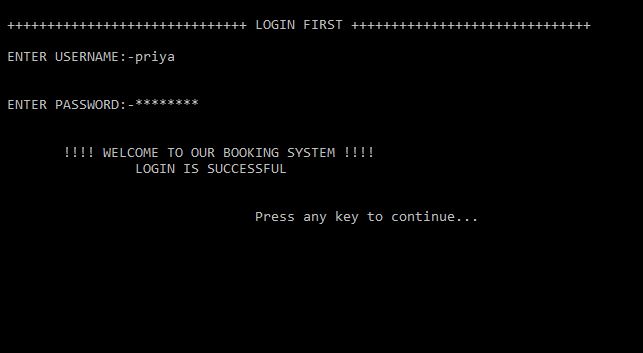 ++++++++++++++++++++++++++++++ LOGIN FIRST ++++++++++++++++++++++++++++++
ENTER USERNAME:-priya
ENTER PASSWORD:-********
!!!! WELCOME TO OUR BOOKING SYSTEM !!!!
LOGIN IS SUCCESSFUL
Press any key to continue...